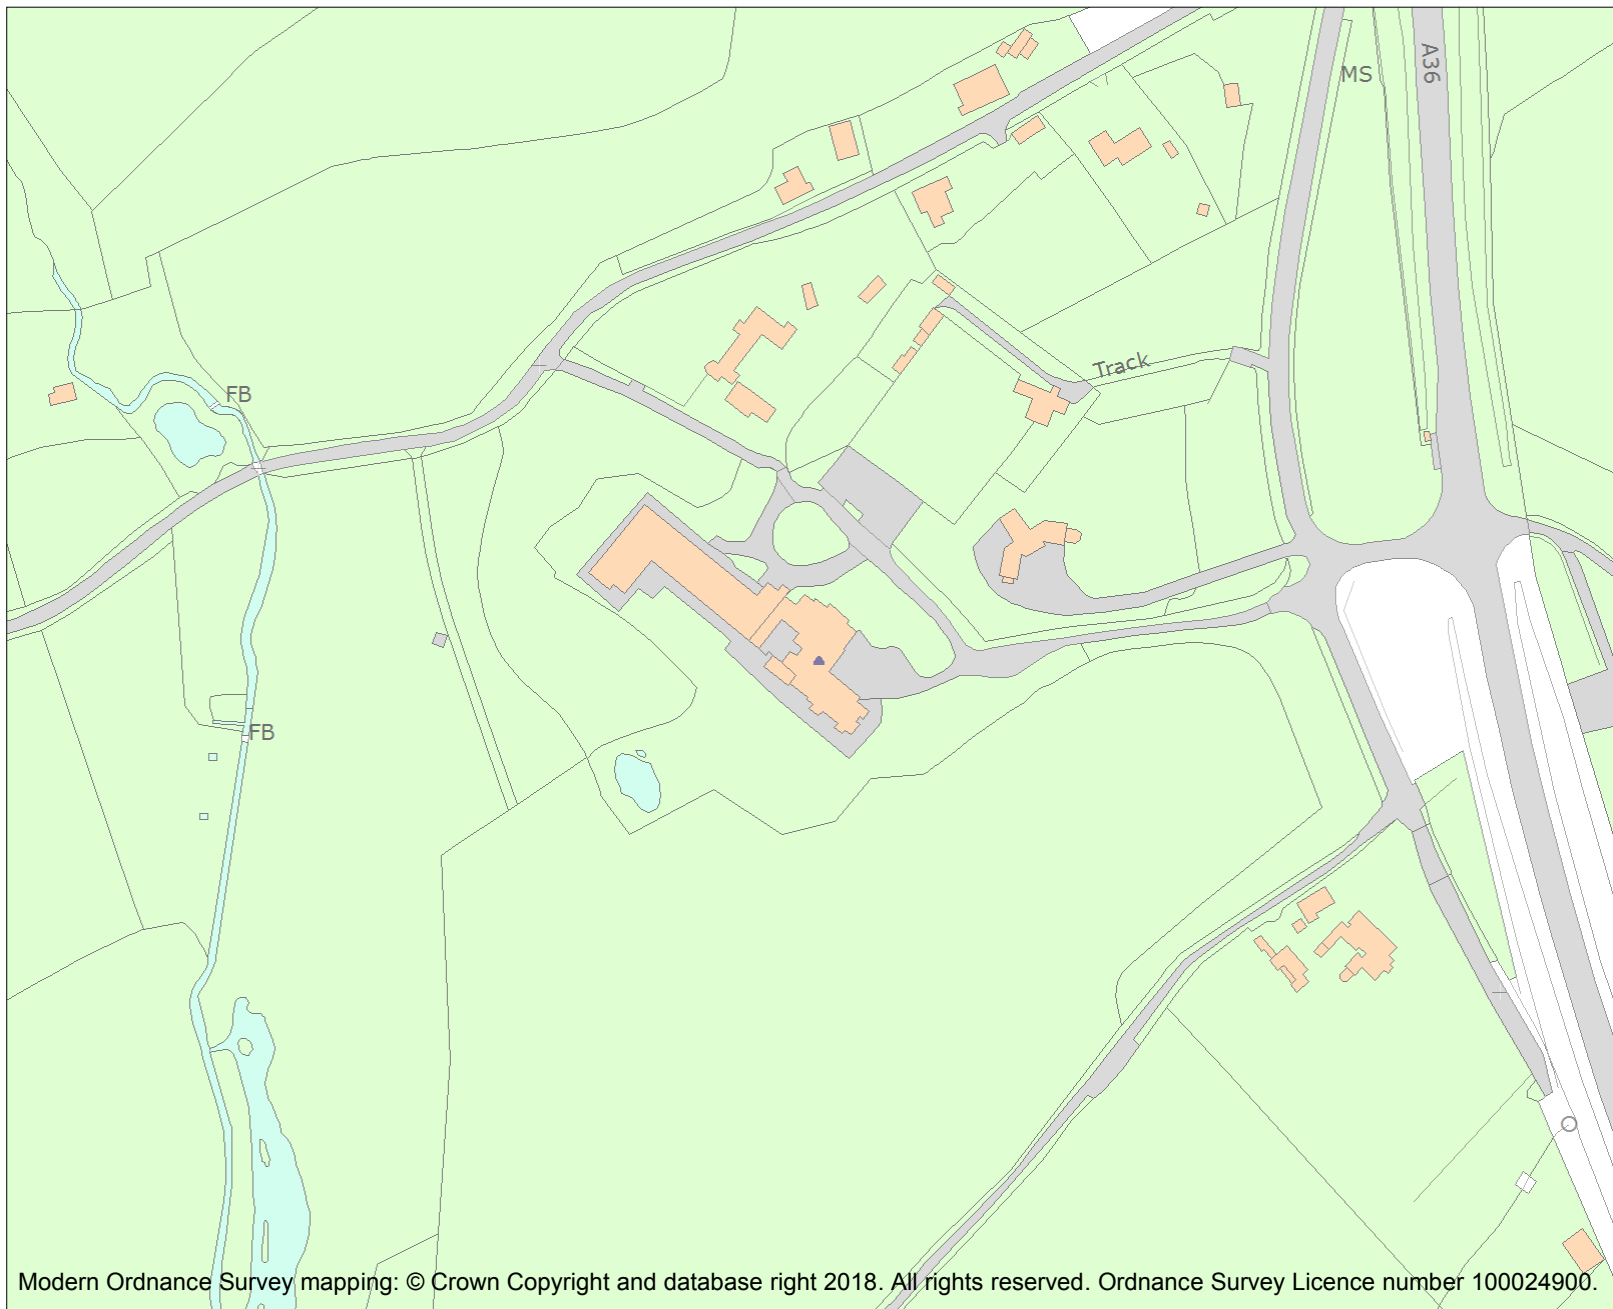 MS
A36
Track
FB
FB
Modern Ordnance Survey mapping: © Crown Copyright and database right 2018. All rights reserved. Ordnance Survey Licence number 100024900.